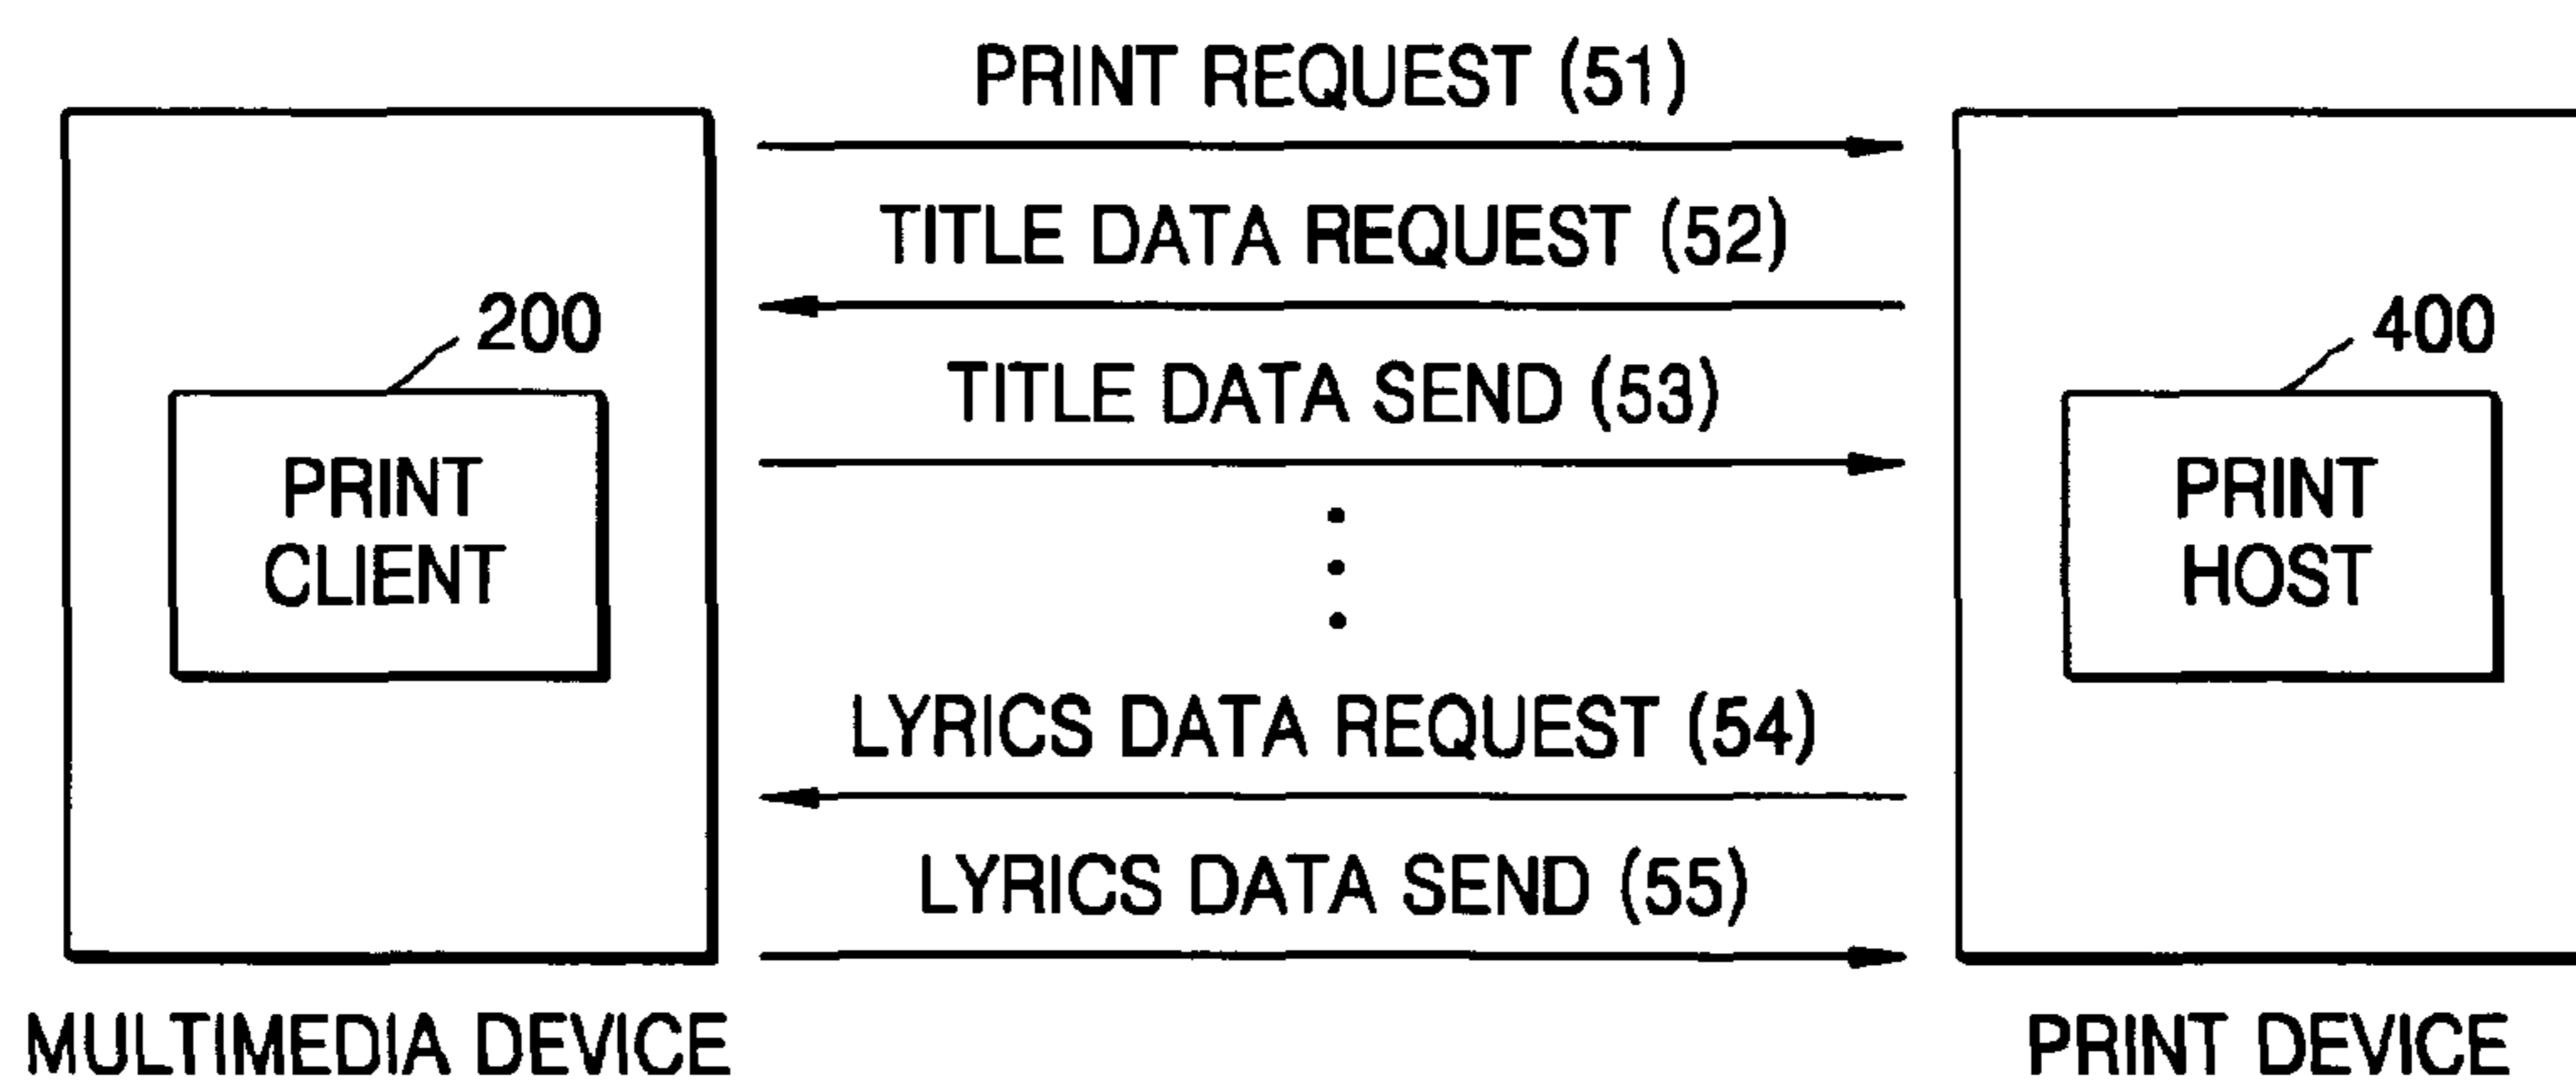 PRINT REQUEST (51)
TITLE DATA REQUEST (52)
200
400
TITLE DATA SEND (53)
PRINT
CLIENT
PRINT
HOST
LYRICS DATA REQUEST (54)
LYRICS DATA SEND (55)
MULTIMEDIA DEVICE
PRINT DEVICE